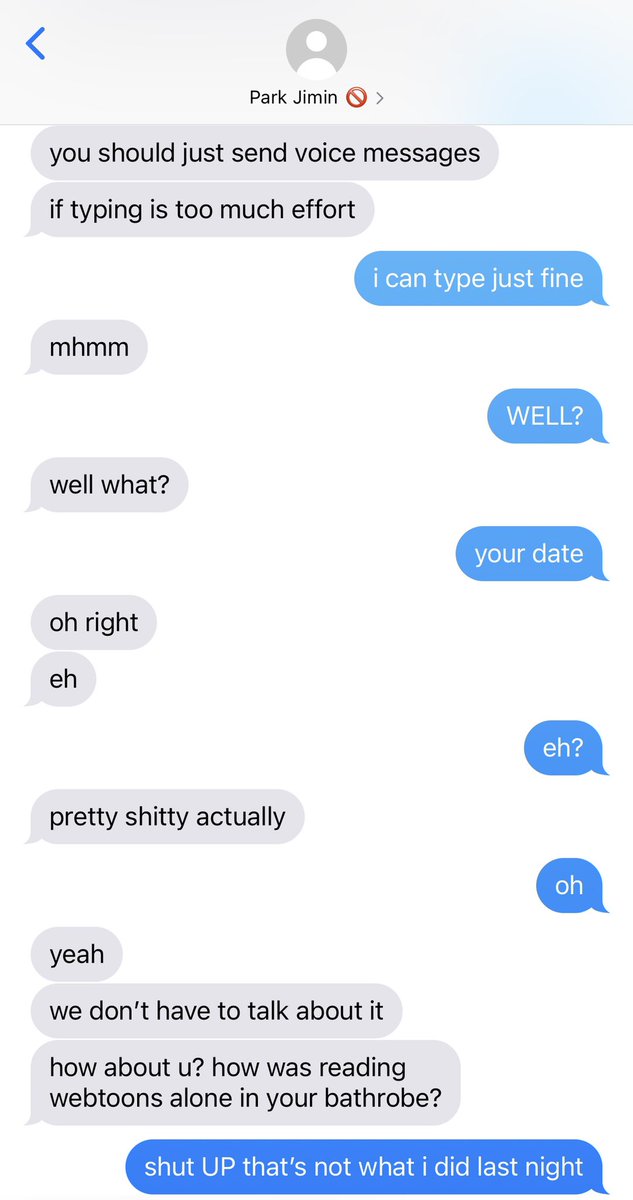 Park Jimin 🚫
you should just send voice messages
if typing is too much effort
i can type just fine
mhmm
WELL?
well what?
your date
oh right
eh
eh?
pretty shitty actually
oh
yeah
we don’t have to talk about it
how about u? how was reading
webtoons alone in your bathrobe?
shut UP that’s not what i did last night